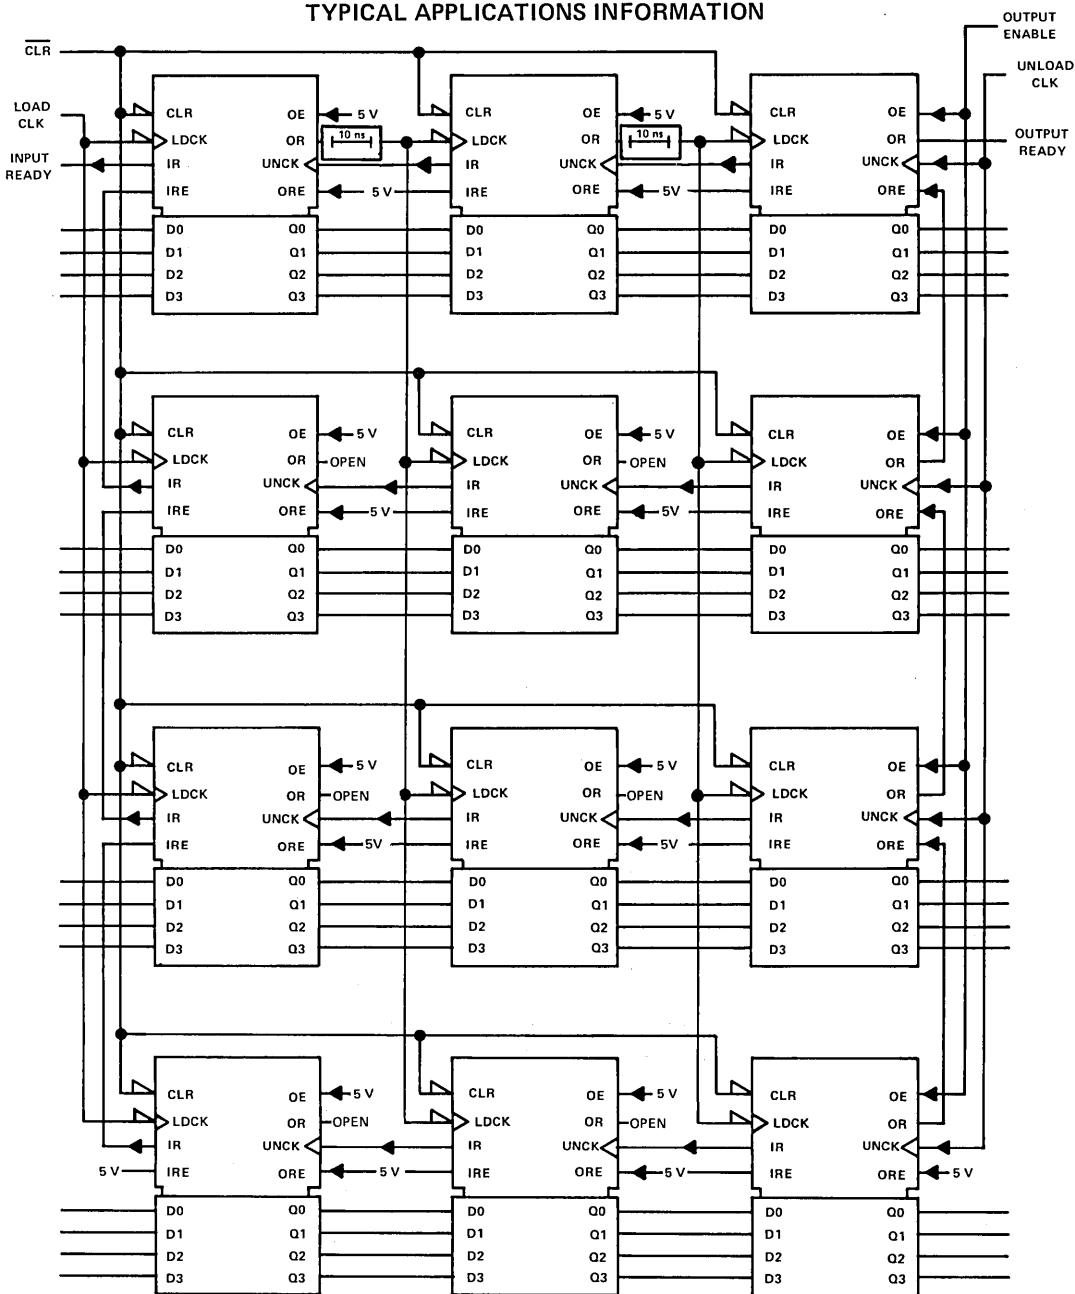 TYPICAL APPLICATIONS INFORMATION
OUTPUT
ENABLE
CLR
UNLOAD
CLK
LOAD
CLK
CLR OE 5 V CLR OE 5 V CLR OE
LDCK OR 10 ns LDCK OR 10 ns LDCK OR OUTPUT
READY
INPUT
READY
IR UNCK IR UNCK IR UNCK
IRE ORE 5 V IRE ORE 5V IRE ORE
D0 Q0 D0 Q0 D0 Q0
D1 Q1 D1 Q1 D1 Q1
D2 Q2 D2 Q2 D2 Q2
D3 Q3 D3 Q3 D3 Q3
CLR OE 5 V CLR OE 5 V CLR OE
LDCK OR OPEN LDCK OR OPEN LDCK OR
IR UNCK IR UNCK IR UNCK
IRE ORE 5 V IRE ORE 5V IRE ORE
D0 Q0 D0 Q0 D0 Q0
D1 Q1 D1 Q1 D1 Q1
D2 Q2 D2 Q2 D2 Q2
D3 Q3 D3 Q3 D3 Q3
CLR OE 5 V CLR OE 5 V CLR OE
LDCK OR OPEN LDCK OR OPEN LDCK OR
IR UNCK IR UNCK IR UNCK
IRE ORE 5V IRE ORE 5V IRE ORE
D0 Q0 D0 Q0 D0 Q0
D1 Q1 D1 Q1 D1 Q1
D2 Q2 D2 Q2 D2 Q2
D3 Q3 D3 Q3 D3 Q3
CLR OE 5 V CLR OE 5 V CLR OE
LDCK OR OPEN LDCK OR OPEN LDCK OR
IR UNCK IR UNCK IR UNCK
5 V IRE ORE 5 V IRE ORE 5V IRE ORE 5 V
D0 Q0 D0 Q0 D0 Q0
D1 Q1 D1 Q1 D1 Q1
D2 Q2 D2 Q2 D2 Q2
D3 Q3 D3 Q3 D3 Q3